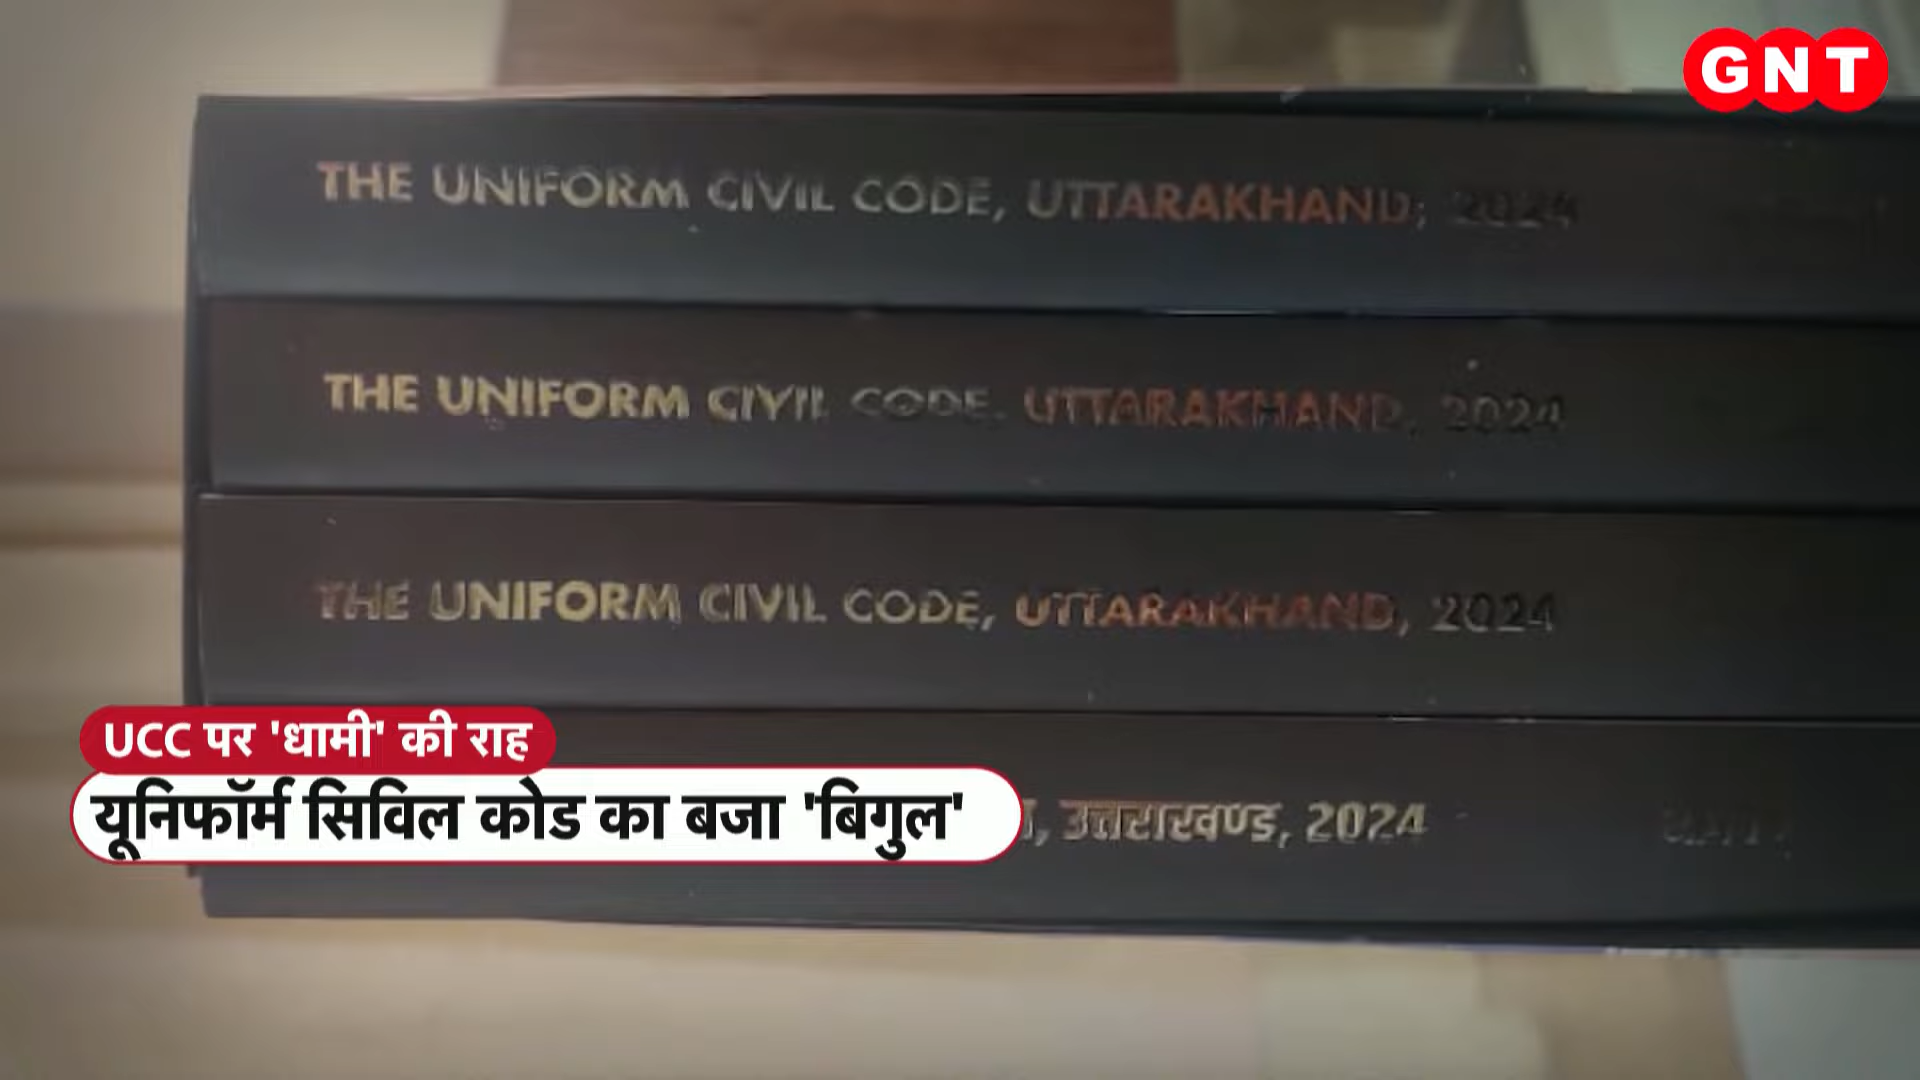 GNT
THE UNIFORM CIVIL CODE, UTTARAKHAND, 2024
THE UNIFORM CIVIL CODE, UTTARAKHAND, 2024
THE UNIFORM CIVIL CODE, UTTARAKHAND, 2024
UCC पर 'धामी' की राह
यूनिफॉर्म सिविल कोड का बजा 'बिगुल'
, उत्तराखण्ड, 2024